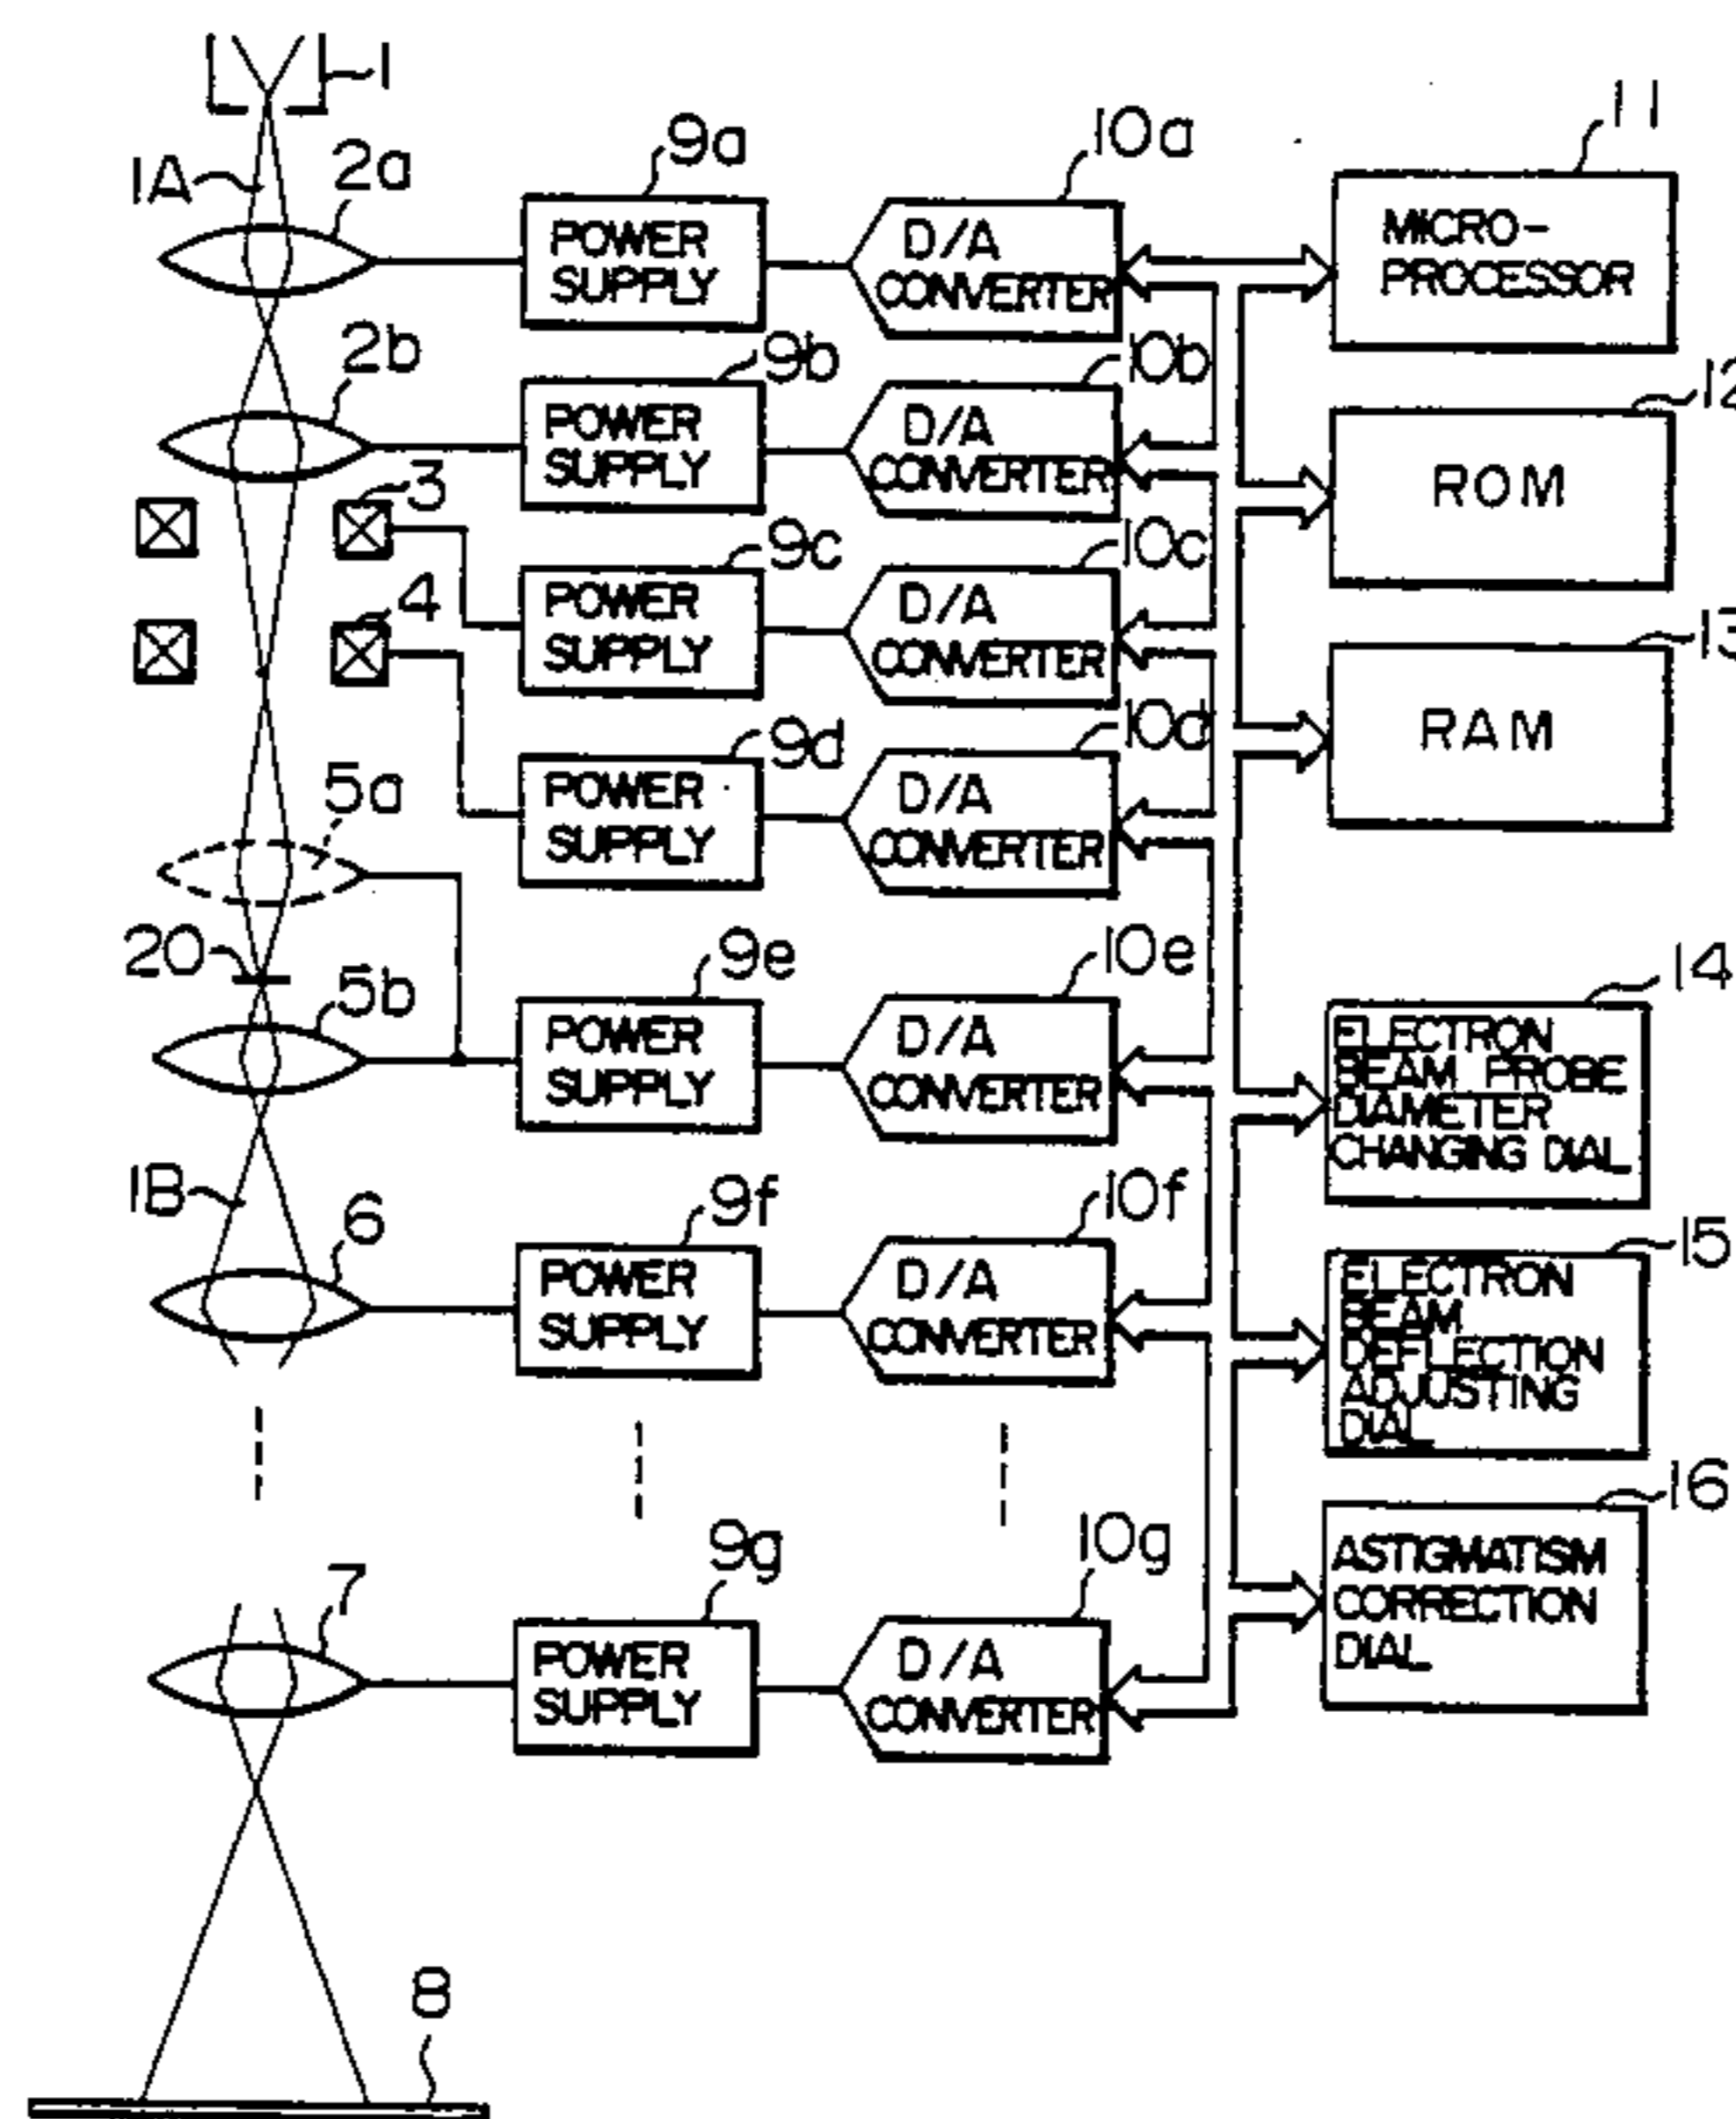 1
1A
2a
9a
10a
11
POWER
SUPPLY
D/A
CONVERTER
MICRO-
PROCESSOR
2b
9b
10b
12
POWER
SUPPLY
D/A
CONVERTER
ROM
3
9c
10c
POWER
SUPPLY
D/A
CONVERTER
4
13
RAM
9d
10d
POWER
SUPPLY
D/A
CONVERTER
5a
20
5b
9e
10e
14
POWER
SUPPLY
D/A
CONVERTER
ELECTRON
BEAM PROBE
DIAMETER
CHANGING DIAL
1B
6
9f
10f
15
POWER
SUPPLY
D/A
CONVERTER
ELECTRON
BEAM
DEFLECTION
ADJUSTING
DIAL
7
9g
10g
16
POWER
SUPPLY
D/A
CONVERTER
ASTIGMATISM
CORRECTION
DIAL
8